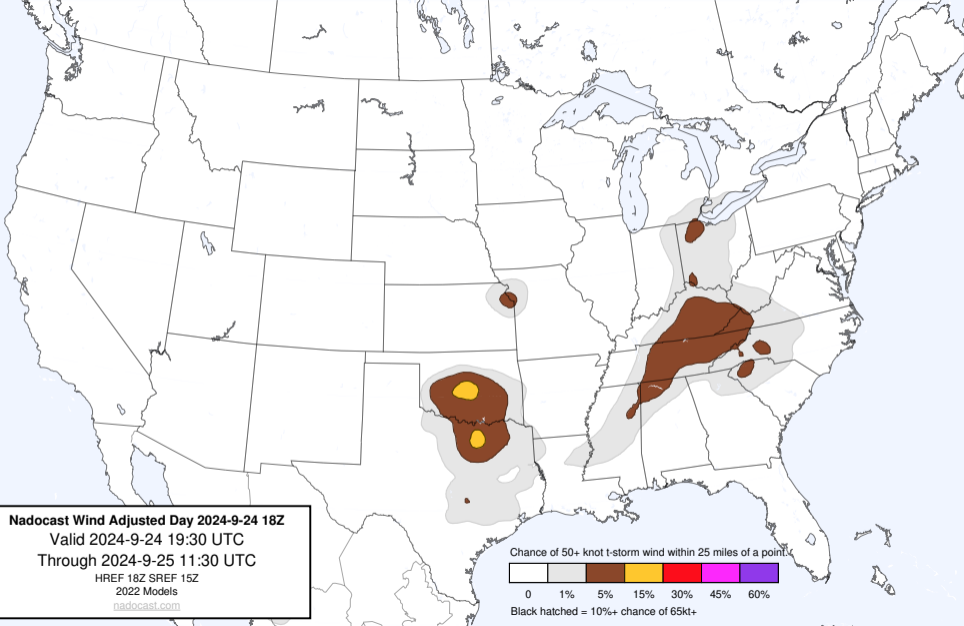 Nadocast Wind Adjusted Day 2024-9-24 18Z
Valid 2024-9-24 19:30 UTC
Through 2024-9-25 11:30 UTC
HREF 18Z SREF 15Z
2022 Models
nadocast.com
Chance of 50+ knot t-storm wind within 25 miles of a point.
0 1% 5% 15% 30% 45% 60%
Black hatched = 10%+ chance of 65kt+